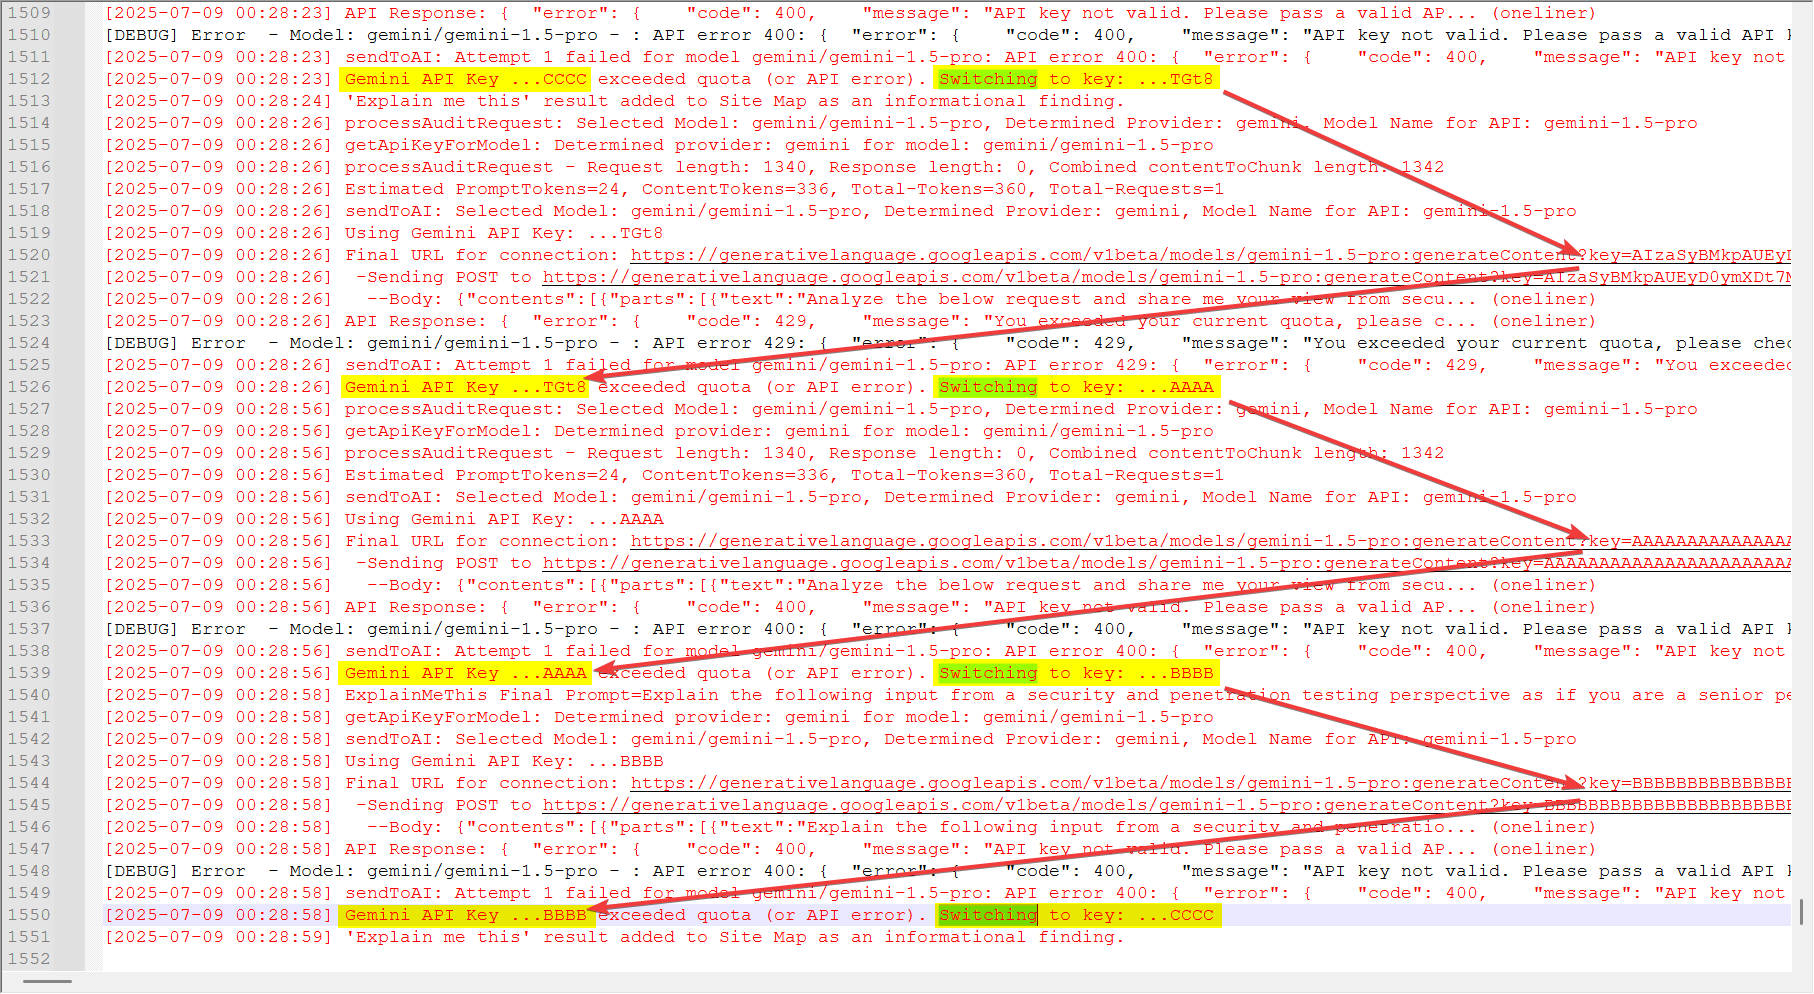 1509 [2025-07-09 00:28:23] API Response: {  "error": {    "code": 400,    "message": "API key not valid. Please pass a valid AP... (oneliner)
1510 [DEBUG] Error  - Model: gemini/gemini-1.5-pro - : API error 400: {  "error": {    "code": 400,    "message": "API key not valid. Please pass a valid API k
1511 [2025-07-09 00:28:23] sendToAI: Attempt 1 failed for model gemini/gemini-1.5-pro: API error 400: {  "error": {    "code": 400,    "message": "API key not
1512 [2025-07-09 00:28:23] Gemini API Key ...CCCC exceeded quota (or API error). Switching to key: ...TGt8
1513 [2025-07-09 00:28:24] 'Explain me this' result added to Site Map as an informational finding.
1514 [2025-07-09 00:28:26] processAuditRequest: Selected Model: gemini/gemini-1.5-pro, Determined Provider: gemini, Model Name for API: gemini-1.5-pro
1515 [2025-07-09 00:28:26] getApiKeyForModel: Determined provider: gemini for model: gemini/gemini-1.5-pro
1516 [2025-07-09 00:28:26] processAuditRequest - Request length: 1340, Response length: 0, Combined contentToChunk length: 1342
1517 [2025-07-09 00:28:26] Estimated PromptTokens=24, ContentTokens=336, Total-Tokens=360, Total-Requests=1
1518 [2025-07-09 00:28:26] sendToAI: Selected Model: gemini/gemini-1.5-pro, Determined Provider: gemini, Model Name for API: gemini-1.5-pro
1519 [2025-07-09 00:28:26] Using Gemini API Key: ...TGt8
1520 [2025-07-09 00:28:26] Final URL for connection: https://generativelanguage.googleapis.com/v1beta/models/gemini-1.5-pro:generateContent?key=AIzaSyBMkpAUEyD
1521 [2025-07-09 00:28:26]  -Sending POST to https://generativelanguage.googleapis.com/v1beta/models/gemini-1.5-pro:generateContent?key=AIzaSyBMkpAUEyD0ymXDt7M
1522 [2025-07-09 00:28:26]   --Body: {"contents":[{"parts":[{"text":"Analyze the below request and share me your view from secu... (oneliner)
1523 [2025-07-09 00:28:26] API Response: {  "error": {    "code": 429,    "message": "You exceeded your current quota, please c... (oneliner)
1524 [DEBUG] Error  - Model: gemini/gemini-1.5-pro - : API error 429: {  "error": {    "code": 429,    "message": "You exceeded your current quota, please chec
1525 [2025-07-09 00:28:26] sendToAI: Attempt 1 failed for model gemini/gemini-1.5-pro: API error 429: {  "error": {    "code": 429,    "message": "You exceeded
1526 [2025-07-09 00:28:26] Gemini API Key ...TGt8 exceeded quota (or API error). Switching to key: ...AAAA
1527 [2025-07-09 00:28:56] processAuditRequest: Selected Model: gemini/gemini-1.5-pro, Determined Provider: gemini, Model Name for API: gemini-1.5-pro
1528 [2025-07-09 00:28:56] getApiKeyForModel: Determined provider: gemini for model: gemini/gemini-1.5-pro
1529 [2025-07-09 00:28:56] processAuditRequest - Request length: 1340, Response length: 0, Combined contentToChunk length: 1342
1530 [2025-07-09 00:28:56] Estimated PromptTokens=24, ContentTokens=336, Total-Tokens=360, Total-Requests=1
1531 [2025-07-09 00:28:56] sendToAI: Selected Model: gemini/gemini-1.5-pro, Determined Provider: gemini, Model Name for API: gemini-1.5-pro
1532 [2025-07-09 00:28:56] Using Gemini API Key: ...AAAA
1533 [2025-07-09 00:28:56] Final URL for connection: https://generativelanguage.googleapis.com/v1beta/models/gemini-1.5-pro:generateContent?key=AAAAAAAAAAAAAAA
1534 [2025-07-09 00:28:56]  -Sending POST to https://generativelanguage.googleapis.com/v1beta/models/gemini-1.5-pro:generateContent?key=AAAAAAAAAAAAAAAAAAAAAAA
1535 [2025-07-09 00:28:56]   --Body: {"contents":[{"parts":[{"text":"Analyze the below request and share me your view from secu... (oneliner)
1536 [2025-07-09 00:28:56] API Response: {  "error": {    "code": 400,    "message": "API key not valid. Please pass a valid AP... (oneliner)
1537 [DEBUG] Error  - Model: gemini/gemini-1.5-pro - : API error 400: {  "error": {    "code": 400,    "message": "API key not valid. Please pass a valid API k
1538 [2025-07-09 00:28:56] sendToAI: Attempt 1 failed for model gemini/gemini-1.5-pro: API error 400: {  "error": {    "code": 400,    "message": "API key not
1539 [2025-07-09 00:28:56] Gemini API Key ...AAAA exceeded quota (or API error). Switching to key: ...BBBB
1540 [2025-07-09 00:28:58] ExplainMeThis Final Prompt=Explain the following input from a security and penetration testing perspective as if you are a senior pe
1541 [2025-07-09 00:28:58] getApiKeyForModel: Determined provider: gemini for model: gemini/gemini-1.5-pro
1542 [2025-07-09 00:28:58] sendToAI: Selected Model: gemini/gemini-1.5-pro, Determined Provider: gemini, Model Name for API: gemini-1.5-pro
1543 [2025-07-09 00:28:58] Using Gemini API Key: ...BBBB
1544 [2025-07-09 00:28:58] Final URL for connection: https://generativelanguage.googleapis.com/v1beta/models/gemini-1.5-pro:generateContent?key=BBBBBBBBBBBBBBB
1545 [2025-07-09 00:28:58]  -Sending POST to https://generativelanguage.googleapis.com/v1beta/models/gemini-1.5-pro:generateContent?key=BBBBBBBBBBBBBBBBBBBBBBB
1546 [2025-07-09 00:28:58]   --Body: {"contents":[{"parts":[{"text":"Explain the following input from a security and penetratio... (oneliner)
1547 [2025-07-09 00:28:58] API Response: {  "error": {    "code": 400,    "message": "API key not valid. Please pass a valid AP... (oneliner)
1548 [DEBUG] Error  - Model: gemini/gemini-1.5-pro - : API error 400: {  "error": {    "code": 400,    "message": "API key not valid. Please pass a valid API k
1549 [2025-07-09 00:28:58] sendToAI: Attempt 1 failed for model gemini/gemini-1.5-pro: API error 400: {  "error": {    "code": 400,    "message": "API key not
1550 [2025-07-09 00:28:58] Gemini API Key ...BBBB exceeded quota (or API error). Switching to key: ...CCCC
1551 [2025-07-09 00:28:59] 'Explain me this' result added to Site Map as an informational finding.
1552